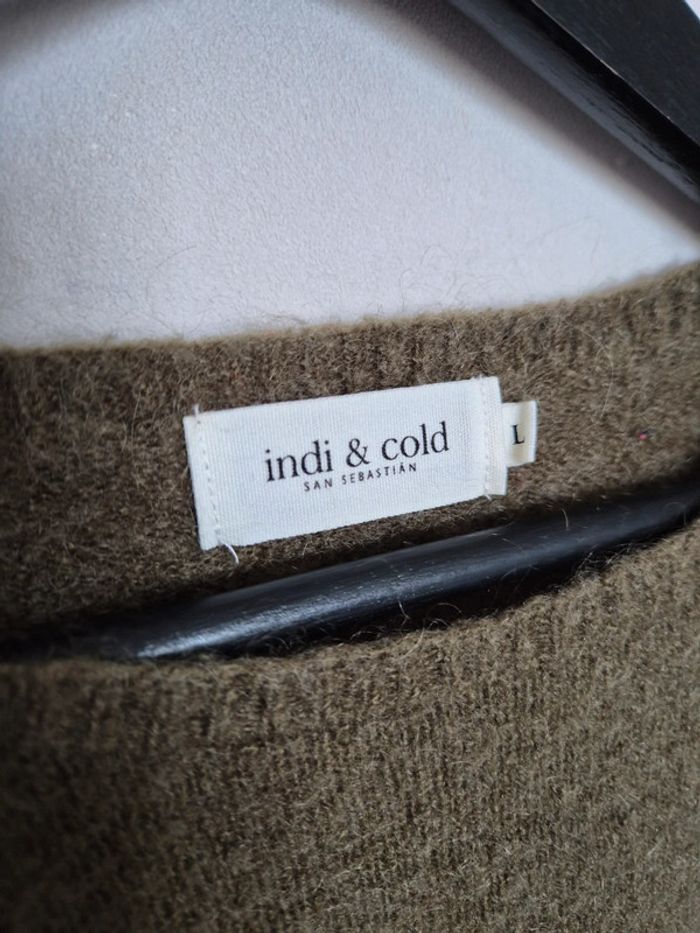 indi & cold
SAN SEBASTIÁN
L